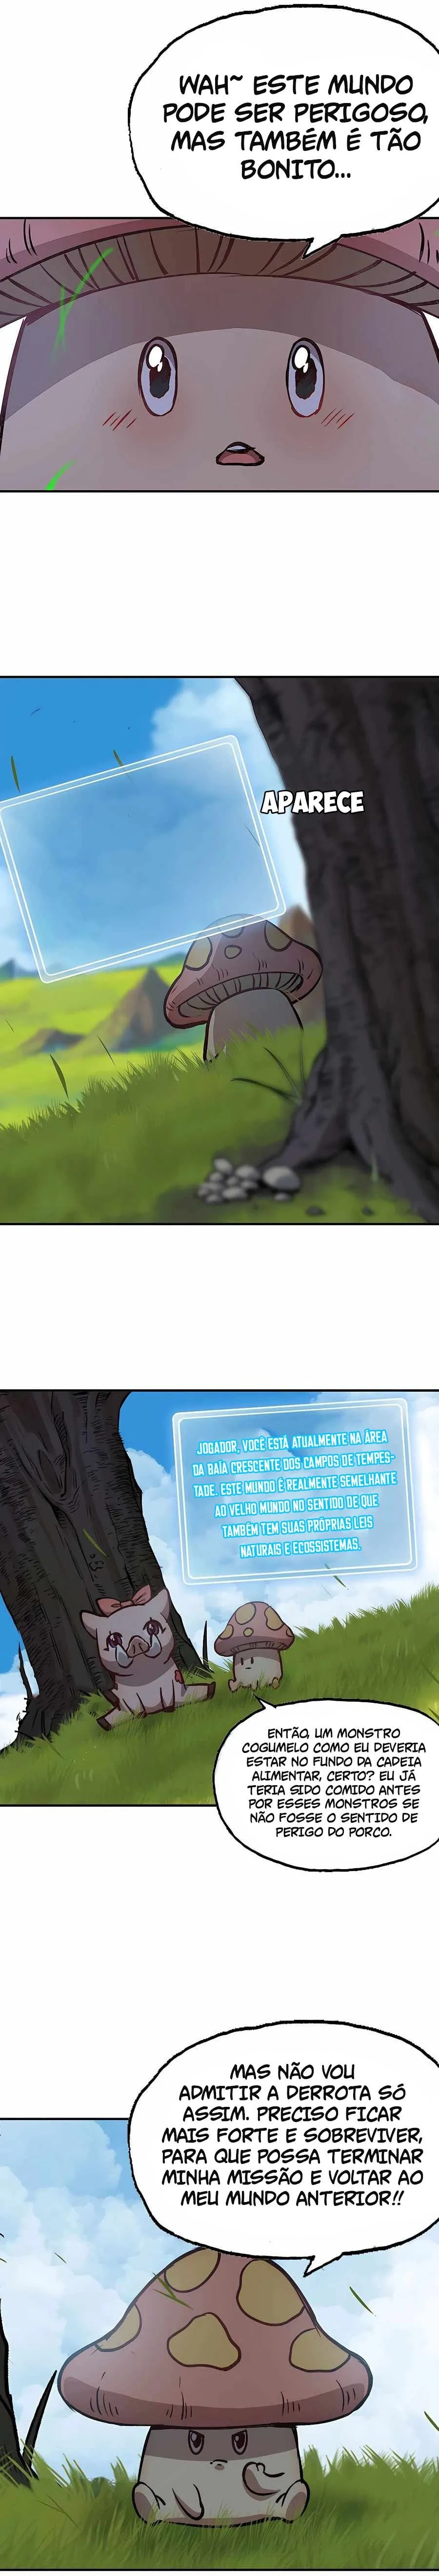 WAH~ ESTE MUNDO
PODE SER PERIGOSO,
MAS TAMBÉM É TÃO
BONITO...
APARECE
JOGADOR, VOCÊ ESTÁ ATUALMENTE NA ÁREA
DA BAÍA CRESCENTE DOS CAMPOS DE TEMPES-
TADE. ESTE MUNDO É REALMENTE SEMELHANTE
AO VELHO MUNDO NO SENTIDO DE QUE
TAMBÉM TEM SUAS PRÓPRIAS LEIS
NATURAIS E ECOSSISTEMAS.
ENTÃO, UM MONSTRO
COGUMELO COMO EU DEVERIA
ESTAR NO FUNDO DA CADEIA
ALIMENTAR, CERTO? EU JÁ
TERIA SIDO COMIDO ANTES
POR ESSES MONSTROS SE
NÃO FOSSE O SENTIDO DE
PERIGO DO PORCO.
MAS NÃO VOU
ADMITIR A DERROTA SÓ
ASSIM. PRECISO FICAR
MAIS FORTE E SOBREVIVER,
PARA QUE POSSA TERMINAR
MINHA MISSÃO E VOLTAR AO
MEU MUNDO ANTERIOR!!